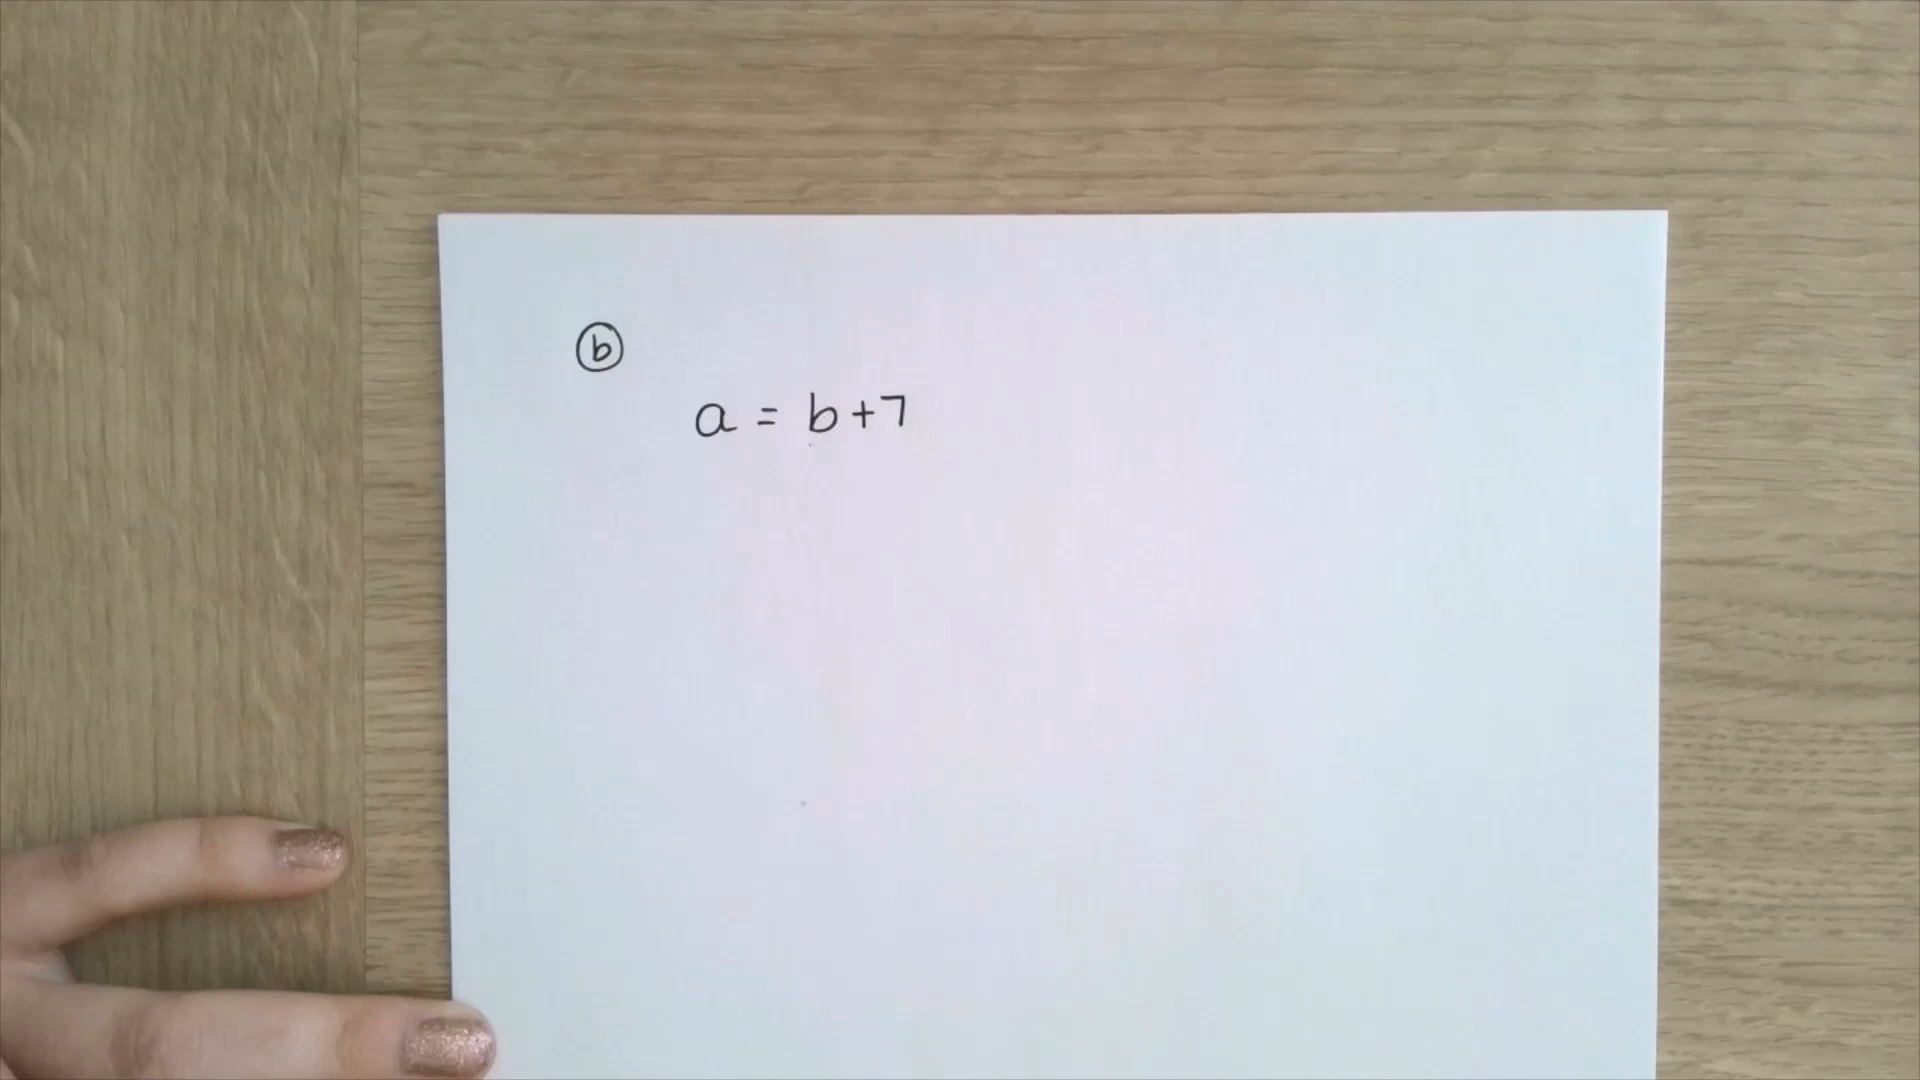 ⓑ
a = b + 7